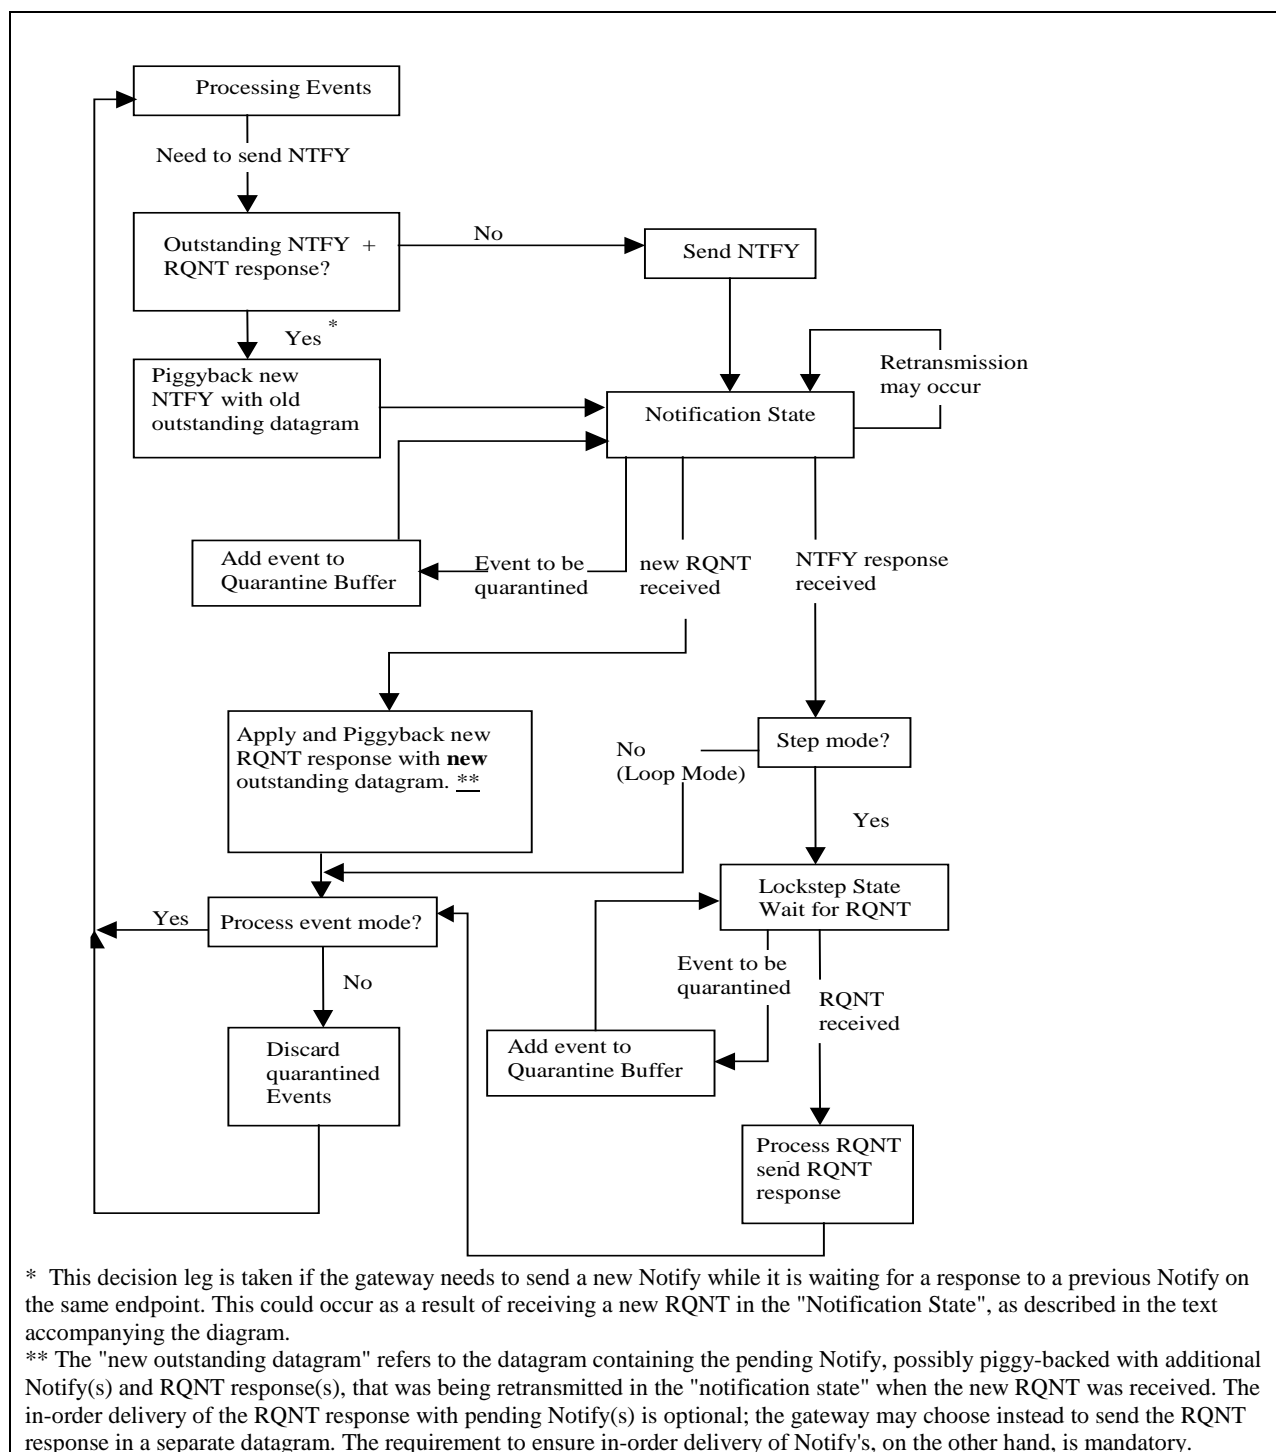 Processing Events
Need to send NTFY
Outstanding NTFY +
RQNT response?
No
Send NTFY
Yes *
Piggyback new
NTFY with old
outstanding datagram
Retransmission
may occur
Notification State
Add event to
Quarantine Buffer
Event to be
quarantined
new RQNT
received
NTFY response
received
Apply and Piggyback new
RQNT response with new
outstanding datagram. **
No
(Loop Mode)
Step mode?
Yes
Lockstep State
Wait for RQNT
Yes
Process event mode?
Event to be
quarantined
No
RQNT
received
Discard
quarantined
Events
Add event to
Quarantine Buffer
Process RQNT
send RQNT
response
* This decision leg is taken if the gateway needs to send a new Notify while it is waiting for a response to a previous Notify on
the same endpoint. This could occur as a result of receiving a new RQNT in the "Notification State", as described in the text
accompanying the diagram.
** The "new outstanding datagram" refers to the datagram containing the pending Notify, possibly piggy-backed with additional
Notify(s) and RQNT response(s), that was being retransmitted in the "notification state" when the new RQNT was received. The
in-order delivery of the RQNT response with pending Notify(s) is optional; the gateway may choose instead to send the RQNT
response in a separate datagram. The requirement to ensure in-order delivery of Notify's, on the other hand, is mandatory.